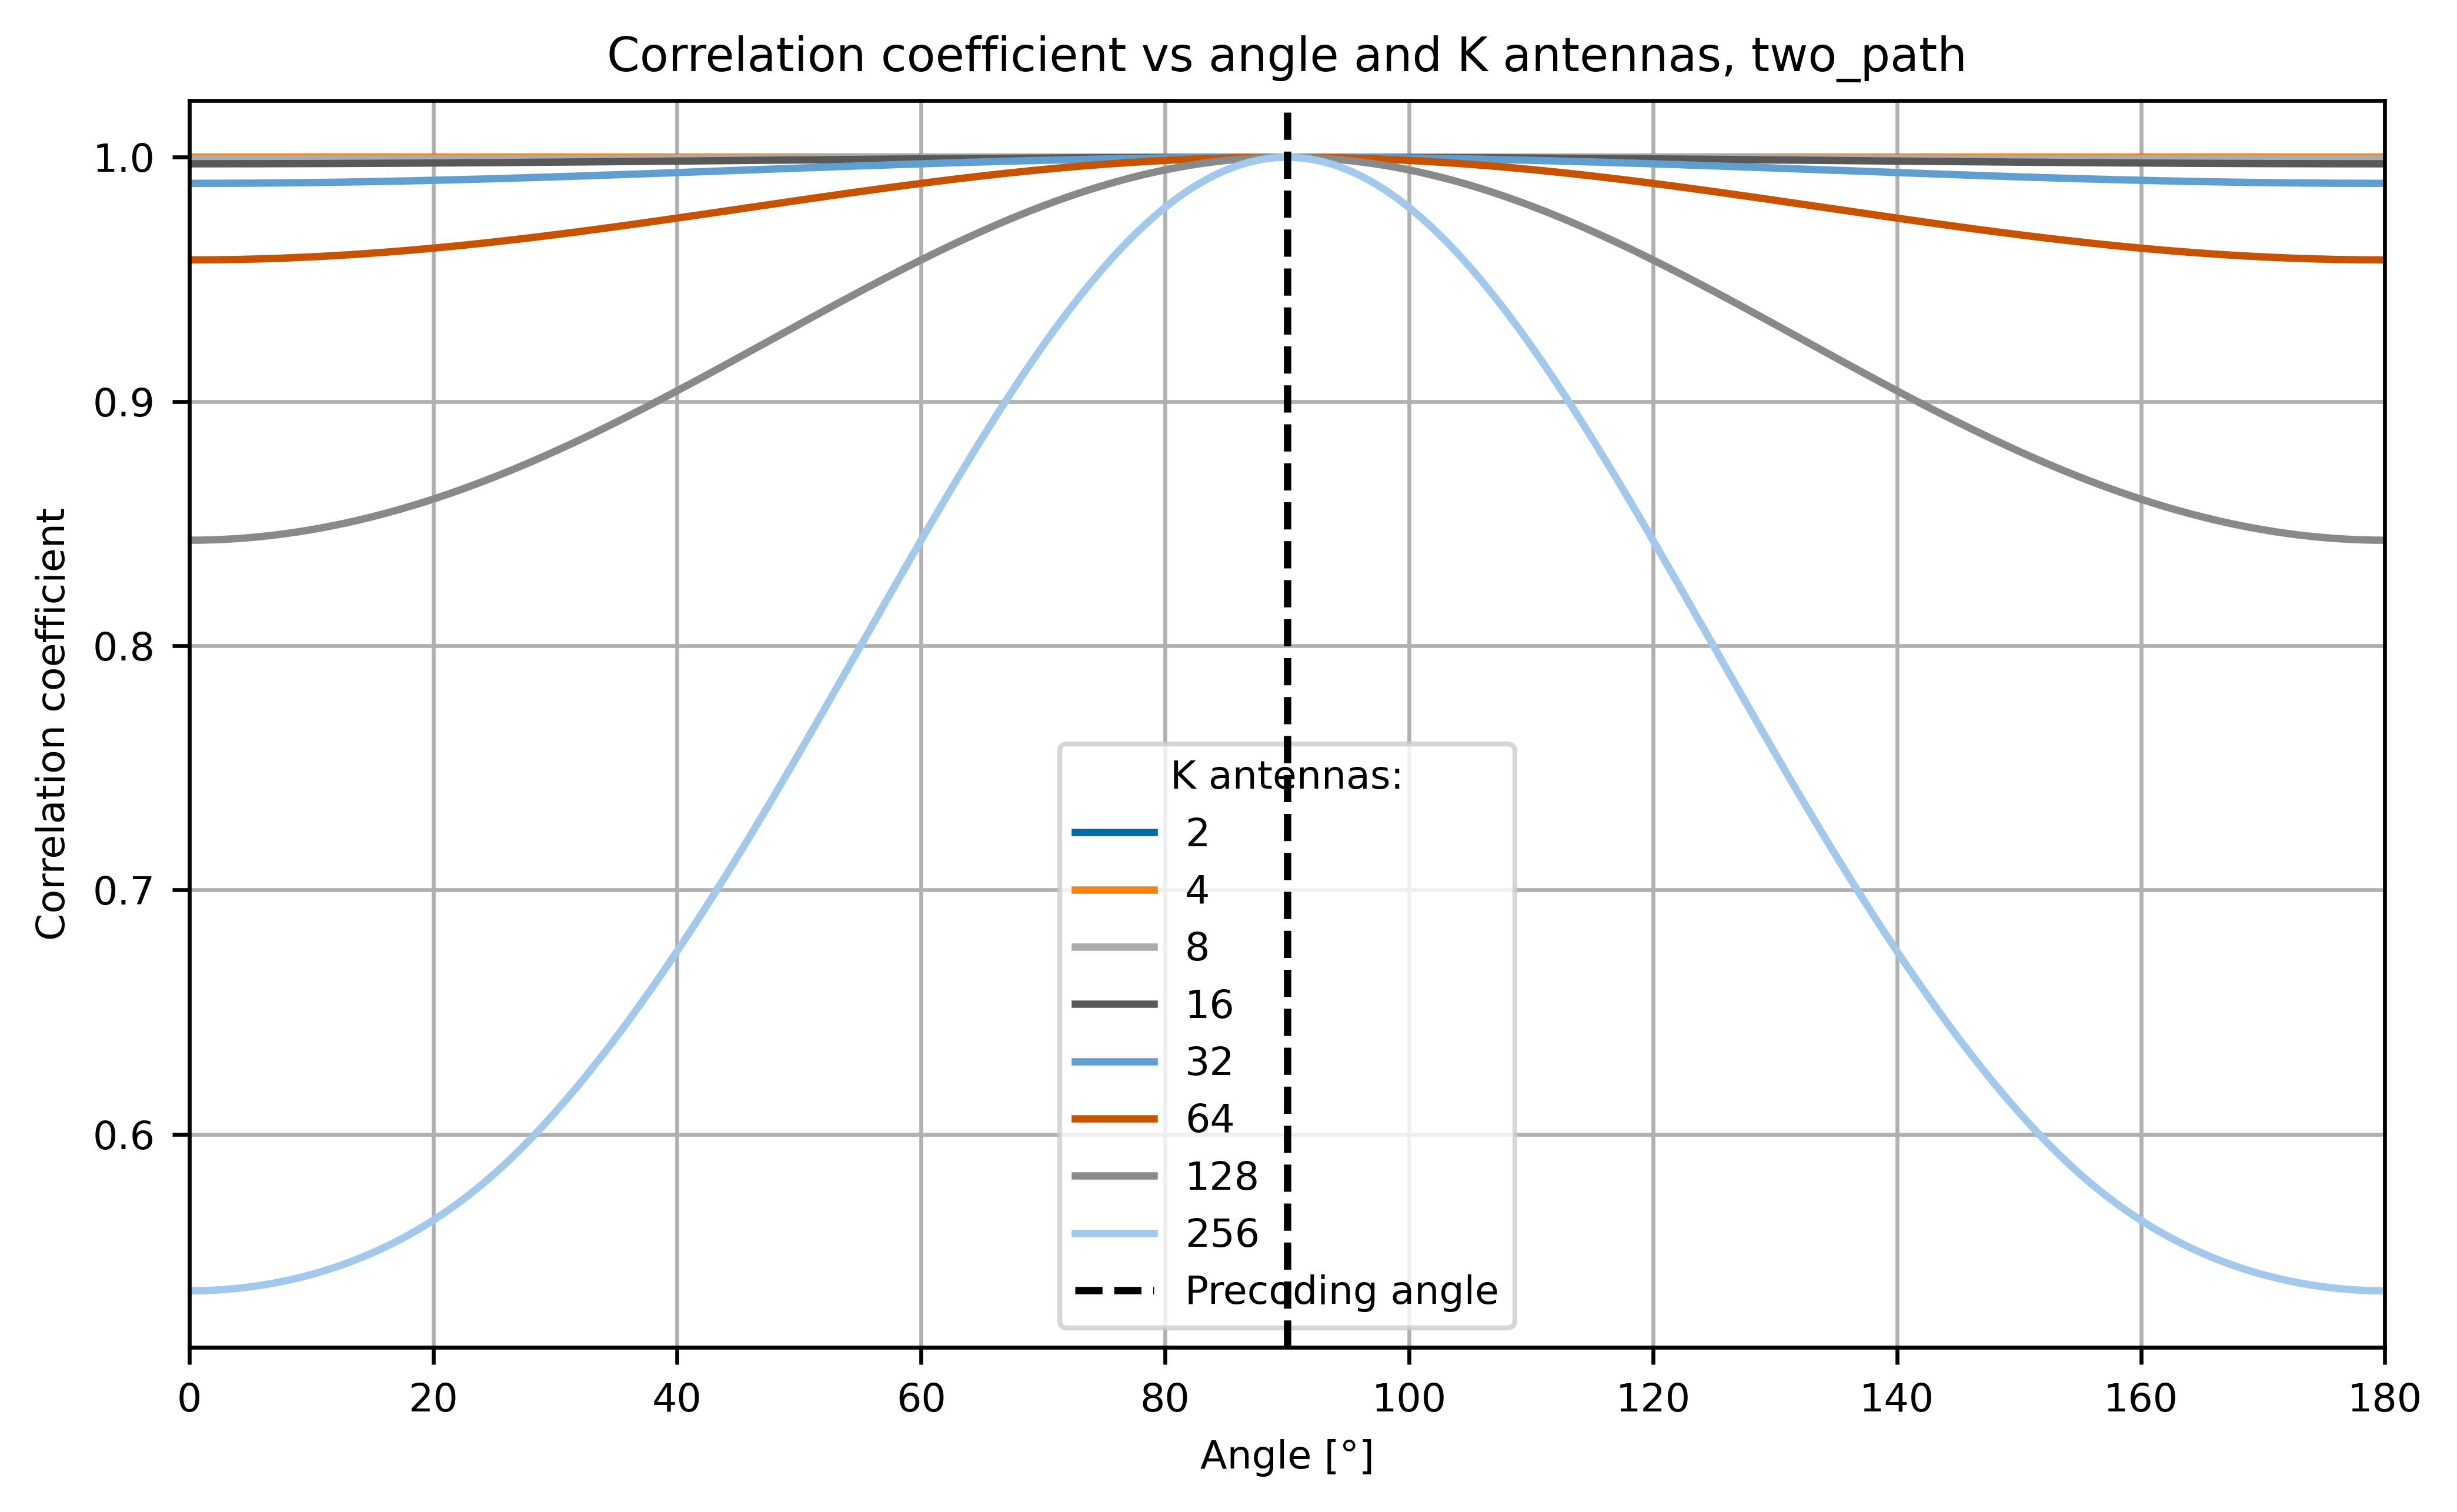 Correlation coefficient vs angle and K antennas, two_path
Correlation coefficient
1.0
0.9
0.8
0.7
0.6
K antennas:
2
4
8
16
32
64
128
256
Precoding angle
0 20 40 60 80 100 120 140 160 180
Angle [°]